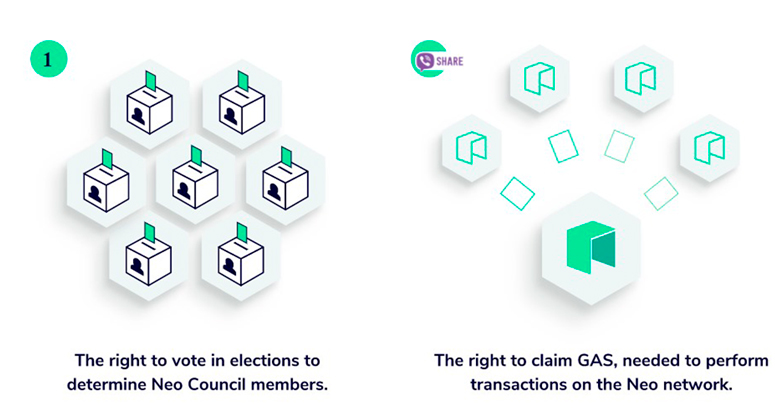 1
The right to vote in elections to
determine Neo Council members.
SHARE
The right to claim GAS, needed to perform
transactions on the Neo network.